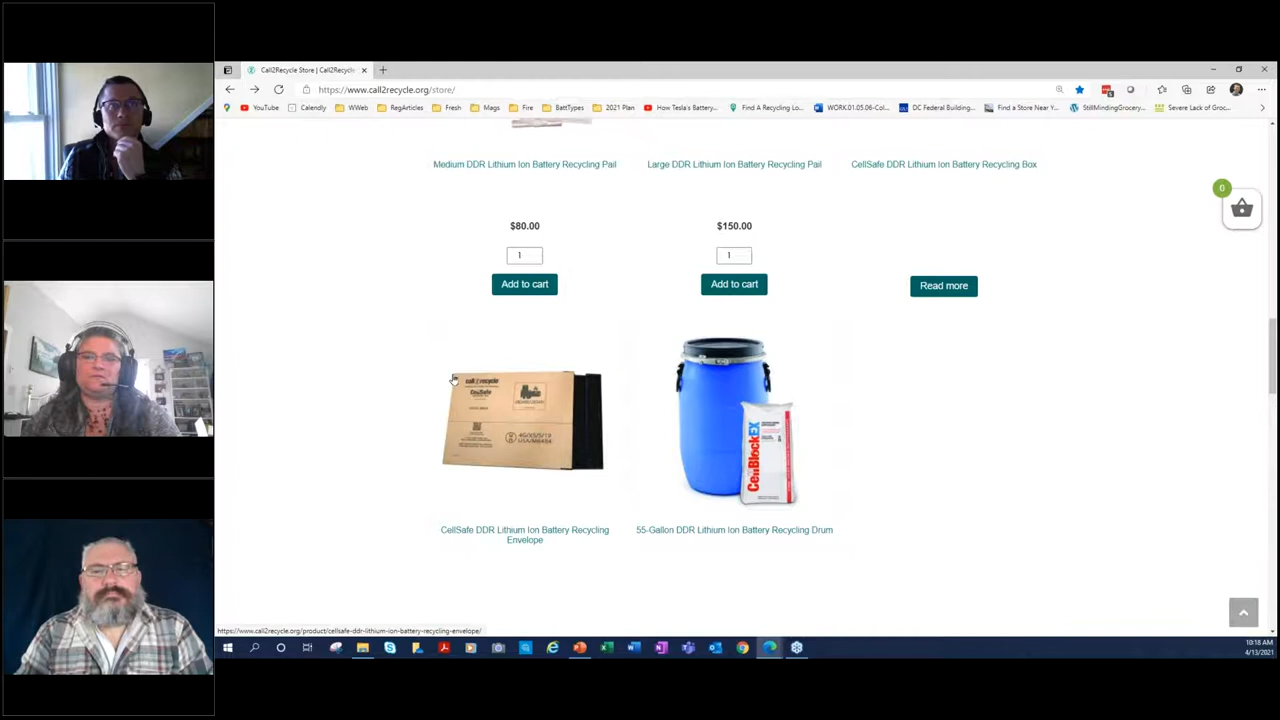 Call2Recycle Store | Call2Recycle
https://www.call2recycle.org/store/
YouTube Calendly WWeb RegArticles Fresh Mags Fire BattTypes 2021 Plan How Tesla's Battery... Find A Recycling Lo... WORK.01.05.06-Col... DC Federal Building... Find a Store Near Y... StillMindingGrocery... Severe Lack of Groc...
Medium DDR Lithium Ion Battery Recycling Pail
Large DDR Lithium Ion Battery Recycling Pail
CellSafe DDR Lithium Ion Battery Recycling Box
0
$80.00
$150.00
1
1
Add to cart
Add to cart
Read more
call2recycle
CellSafe
4G/X5/S/19
CellBlockEX
CellSafe DDR Lithium Ion Battery Recycling
Envelope
55-Gallon DDR Lithium Ion Battery Recycling Drum
https://www.call2recycle.org/product/cellsafe-ddr-lithium-ion-battery-recycling-envelope/
10:18 AM
4/13/2021